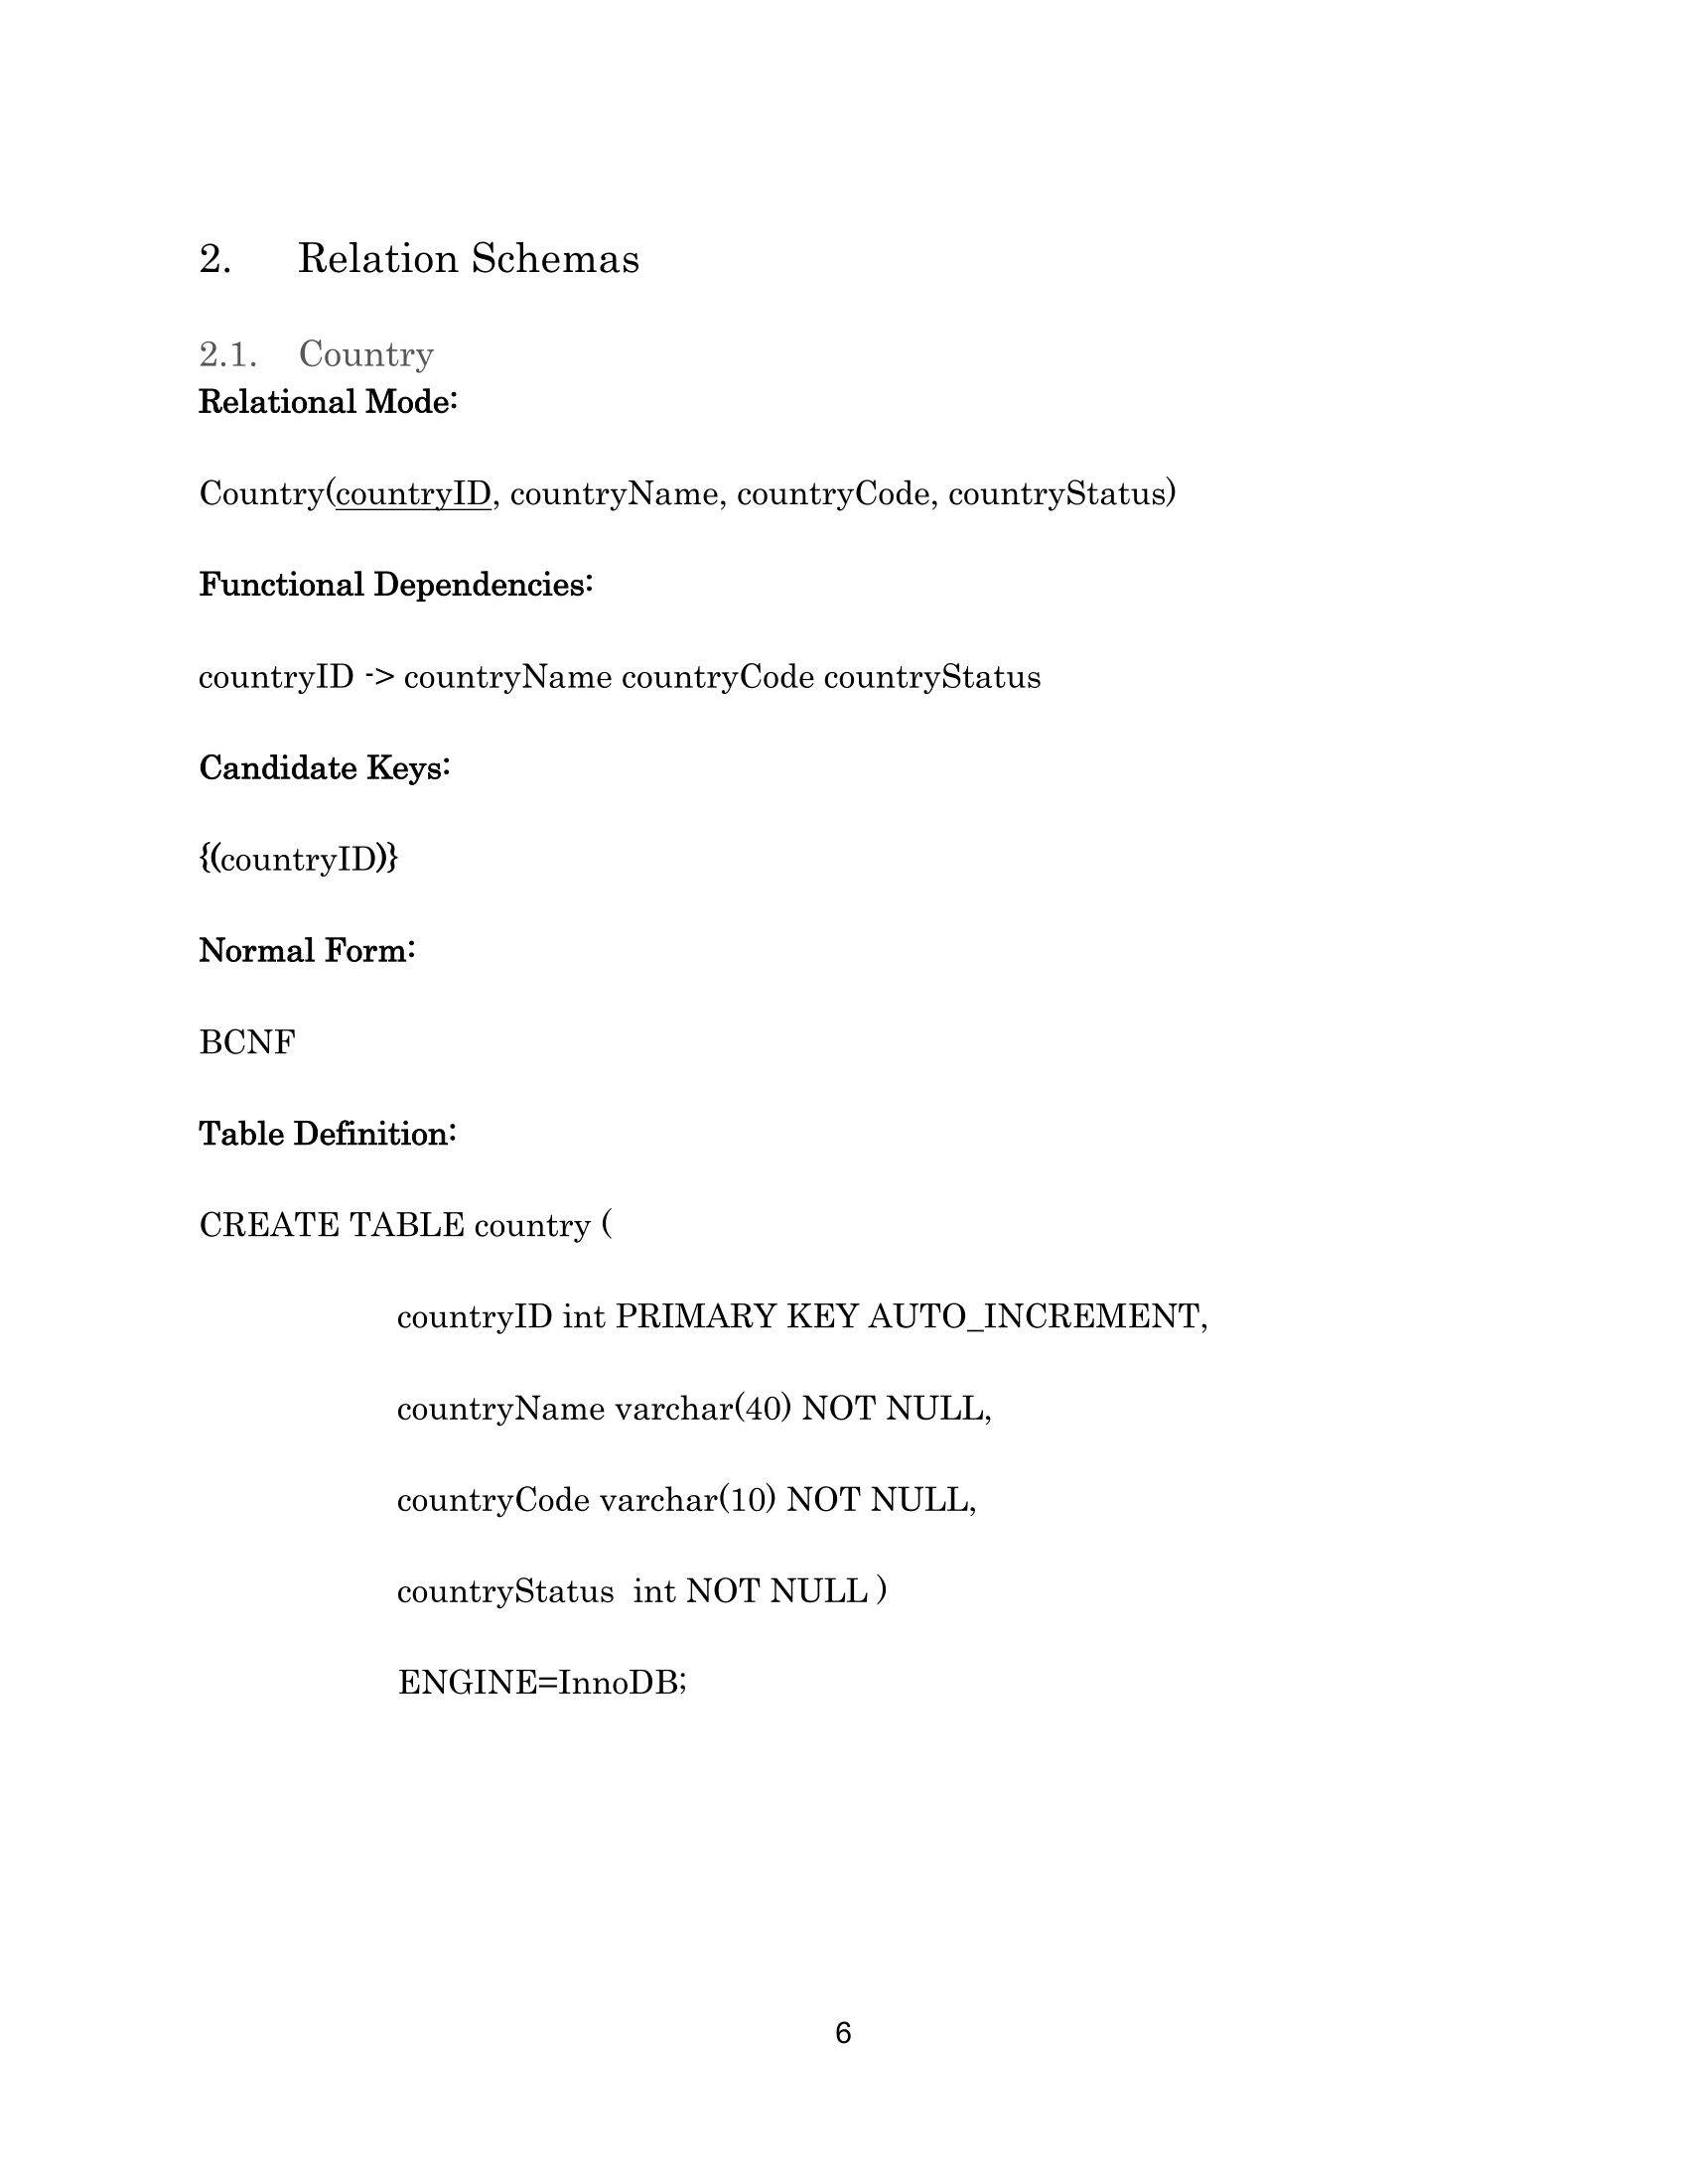 2. Relation Schemas
2.1. Country
Relational Mode:
Country(countryID, countryName, countryCode, countryStatus)
Functional Dependencies:
countryID -> countryName countryCode countryStatus
Candidate Keys:
{(countryID)}
Normal Form:
BCNF
Table Definition:
CREATE TABLE country (
countryID int PRIMARY KEY AUTO_INCREMENT,
countryName varchar(40) NOT NULL,
countryCode varchar(10) NOT NULL,
countryStatus  int NOT NULL )
ENGINE=InnoDB;
6